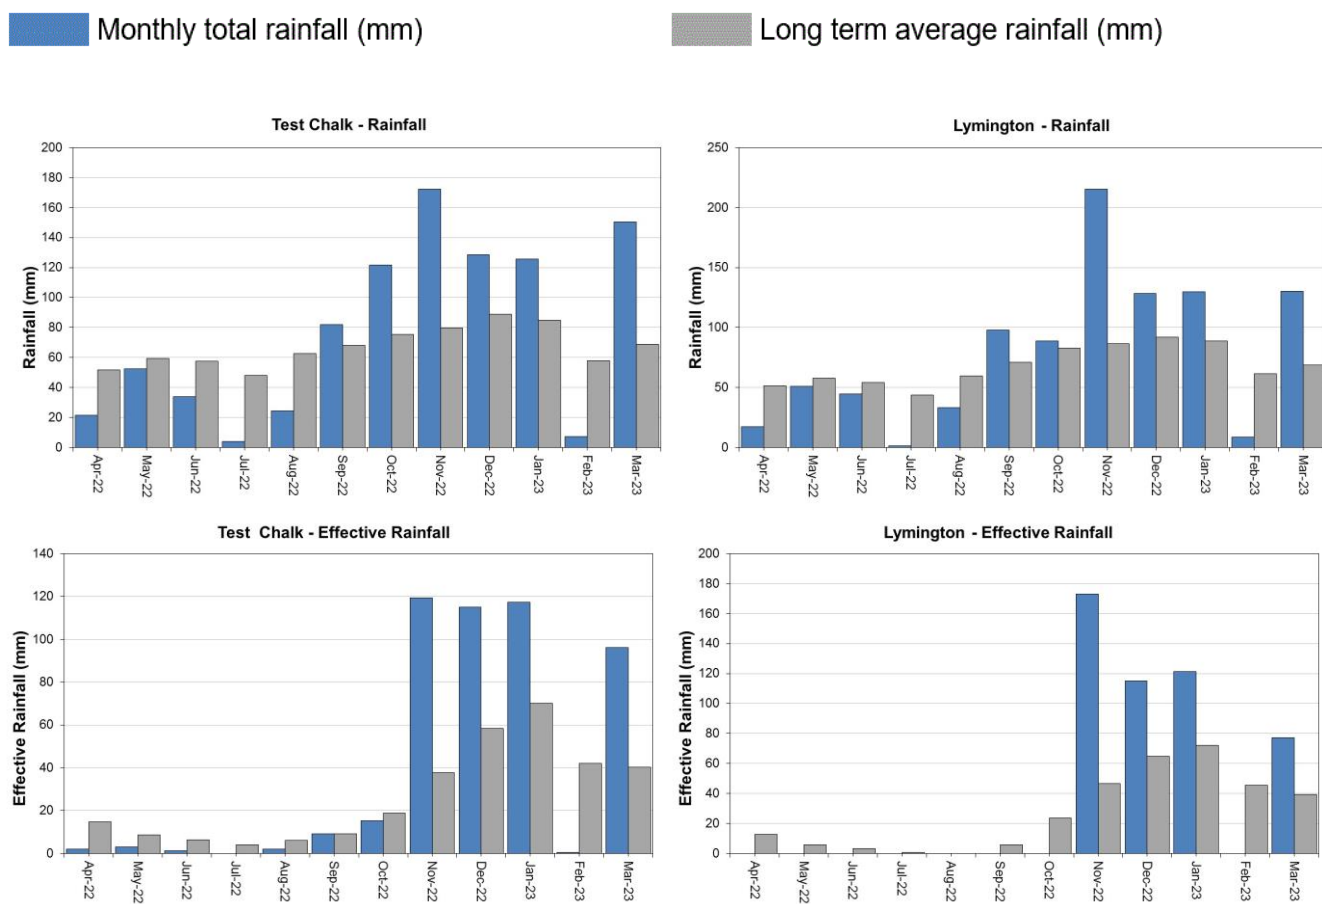 Monthly total rainfall (mm)
Long term average rainfall (mm)
Test Chalk - Rainfall
Rainfall (mm)
200
180
160
140
120
100
80
60
40
20
0
Apr-22
May-22
Jun-22
Jul-22
Aug-22
Sep-22
Oct-22
Nov-22
Dec-22
Jan-23
Feb-23
Mar-23
Lymington - Rainfall
Rainfall (mm)
250
200
150
100
50
0
Apr-22
May-22
Jun-22
Jul-22
Aug-22
Sep-22
Oct-22
Nov-22
Dec-22
Jan-23
Feb-23
Mar-23
Test Chalk - Effective Rainfall
Effective Rainfall (mm)
140
120
100
80
60
40
20
0
Apr-22
May-22
Jun-22
Jul-22
Aug-22
Sep-22
Oct-22
Nov-22
Dec-22
Jan-23
Feb-23
Mar-23
Lymington - Effective Rainfall
Effective Rainfall (mm)
200
180
160
140
120
100
80
60
40
20
0
Apr-22
May-22
Jun-22
Jul-22
Aug-22
Sep-22
Oct-22
Nov-22
Dec-22
Jan-23
Feb-23
Mar-23